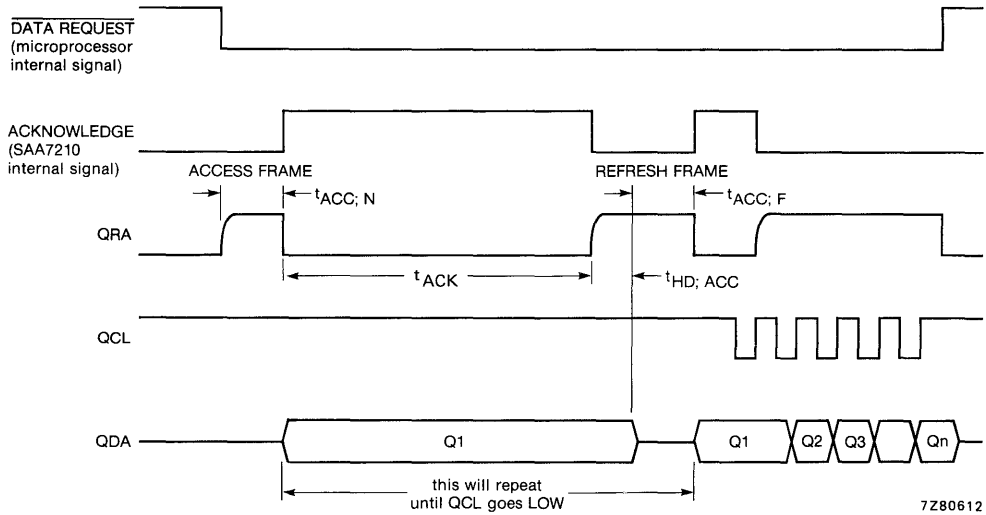 DATA REQUEST
(microprocessor
internal signal)
ACKNOWLEDGE
(SAA7210
internal signal)
ACCESS FRAME
REFRESH FRAME
tACC; N
tACC; F
QRA
tACK
tHD; ACC
QCL
QDA
Q1
Q1
Q2
Q3
Qn
this will repeat
until QCL goes LOW
7Z80612